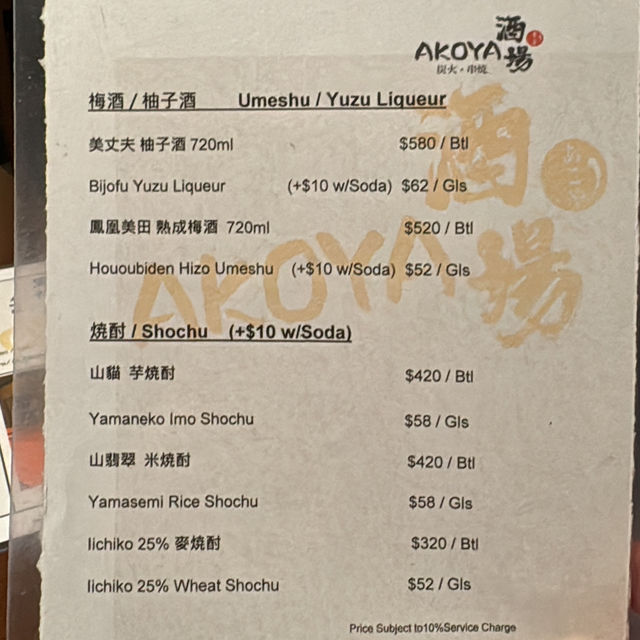 酒場
AKOYA
炭火・串焼
梅酒 / 柚子酒 Umeshu / Yuzu Liqueur
美丈夫 柚子酒 720ml $580 / Btl
Bijofu Yuzu Liqueur (+$10 w/Soda) $62 / Gls
鳳凰美田 熟成梅酒 720ml $520 / Btl
Hououbiden Hizo Umeshu (+$10 w/Soda) $52 / Gls
焼酎 / Shochu (+$10 w/Soda)
山貓 芋焼酎 $420 / Btl
Yamaneko Imo Shochu $58 / Gls
山翡翠 米焼酎 $420 / Btl
Yamasemi Rice Shochu $58 / Gls
Iichiko 25% 麥焼酎 $320 / Btl
Iichiko 25% Wheat Shochu $52 / Gls
Price Subject to10%Service Charge
酒場
AKOYA